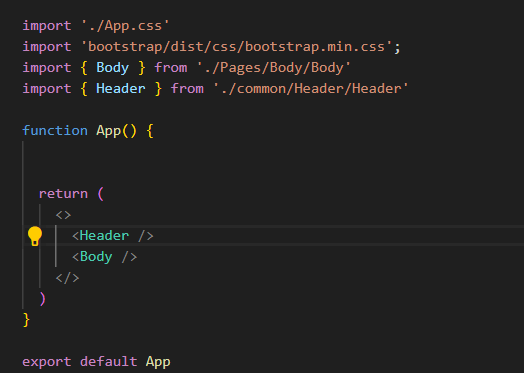 import './App.css'
import 'bootstrap/dist/css/bootstrap.min.css';
import { Body } from './Pages/Body/Body'
import { Header } from './common/Header/Header'

function App() {


  return (
    <>
      <Header />
      <Body />
    </>
  )
}

export default App